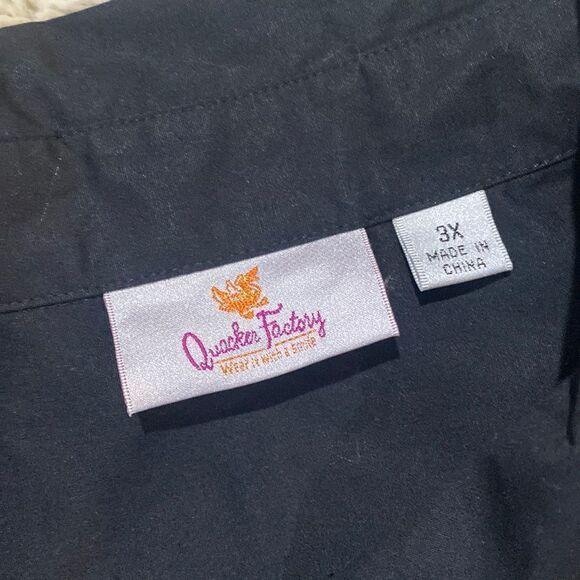 Quacker Factory
Wear it with a Smile
3X
MADE IN
CHINA